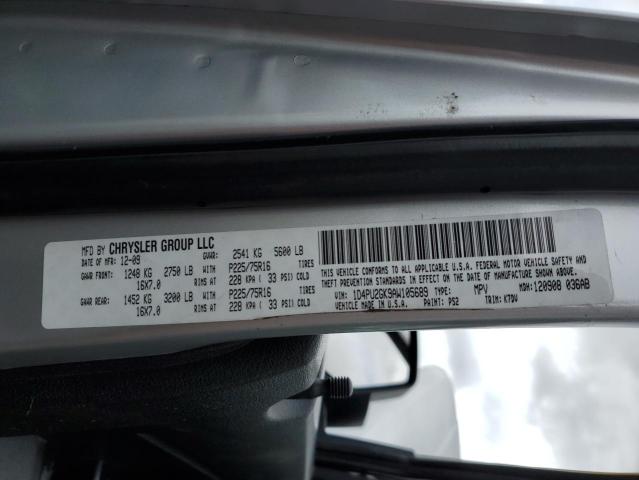 MFD BY CHRYSLER GROUP LLC
DATE OF MFR: 12-09 GVWR: 2541 KG 5600 LB
GAWR FRONT: 1248 KG 2750 LB WITH P225/75R16 TIRES
16X7.0 RIMS AT 228 KPA ( 33 PSI) COLD
GAWR REAR: 1452 KG 3200 LB WITH P225/75R16 TIRES
16X7.0 RIMS AT 228 KPA ( 33 PSI) COLD
THIS VEHICLE CONFORMS TO ALL APPLICABLE U.S.A. FEDERAL MOTOR VEHICLE SAFETY AND
THEFT PREVENTION STANDARDS IN EFFECT ON THE DATE OF MANUFACTURE SHOWN ABOVE.
VIN: 1D4PU2GK9AW105689 TYPE: MPV MDH: 120908 036AB
VEHICLE MADE IN U.S.A. PAINT: PS2 TRIM: KTDV